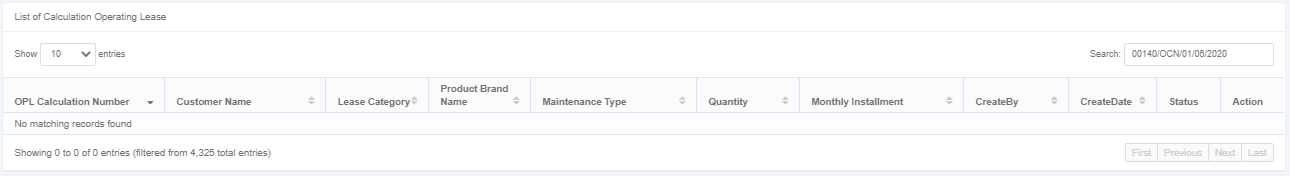 List of Calculation Operating Lease
Show 10 entries
Search: 00140/OCN/01/06/2020
OPL Calculation Number
Customer Name
Lease Category
Product Brand
Name
Maintenance Type
Quantity
Monthly Installment
CreateBy
CreateDate
Status
Action
No matching records found
Showing 0 to 0 of 0 entries (filtered from 4,325 total entries)
First Previous Next Last